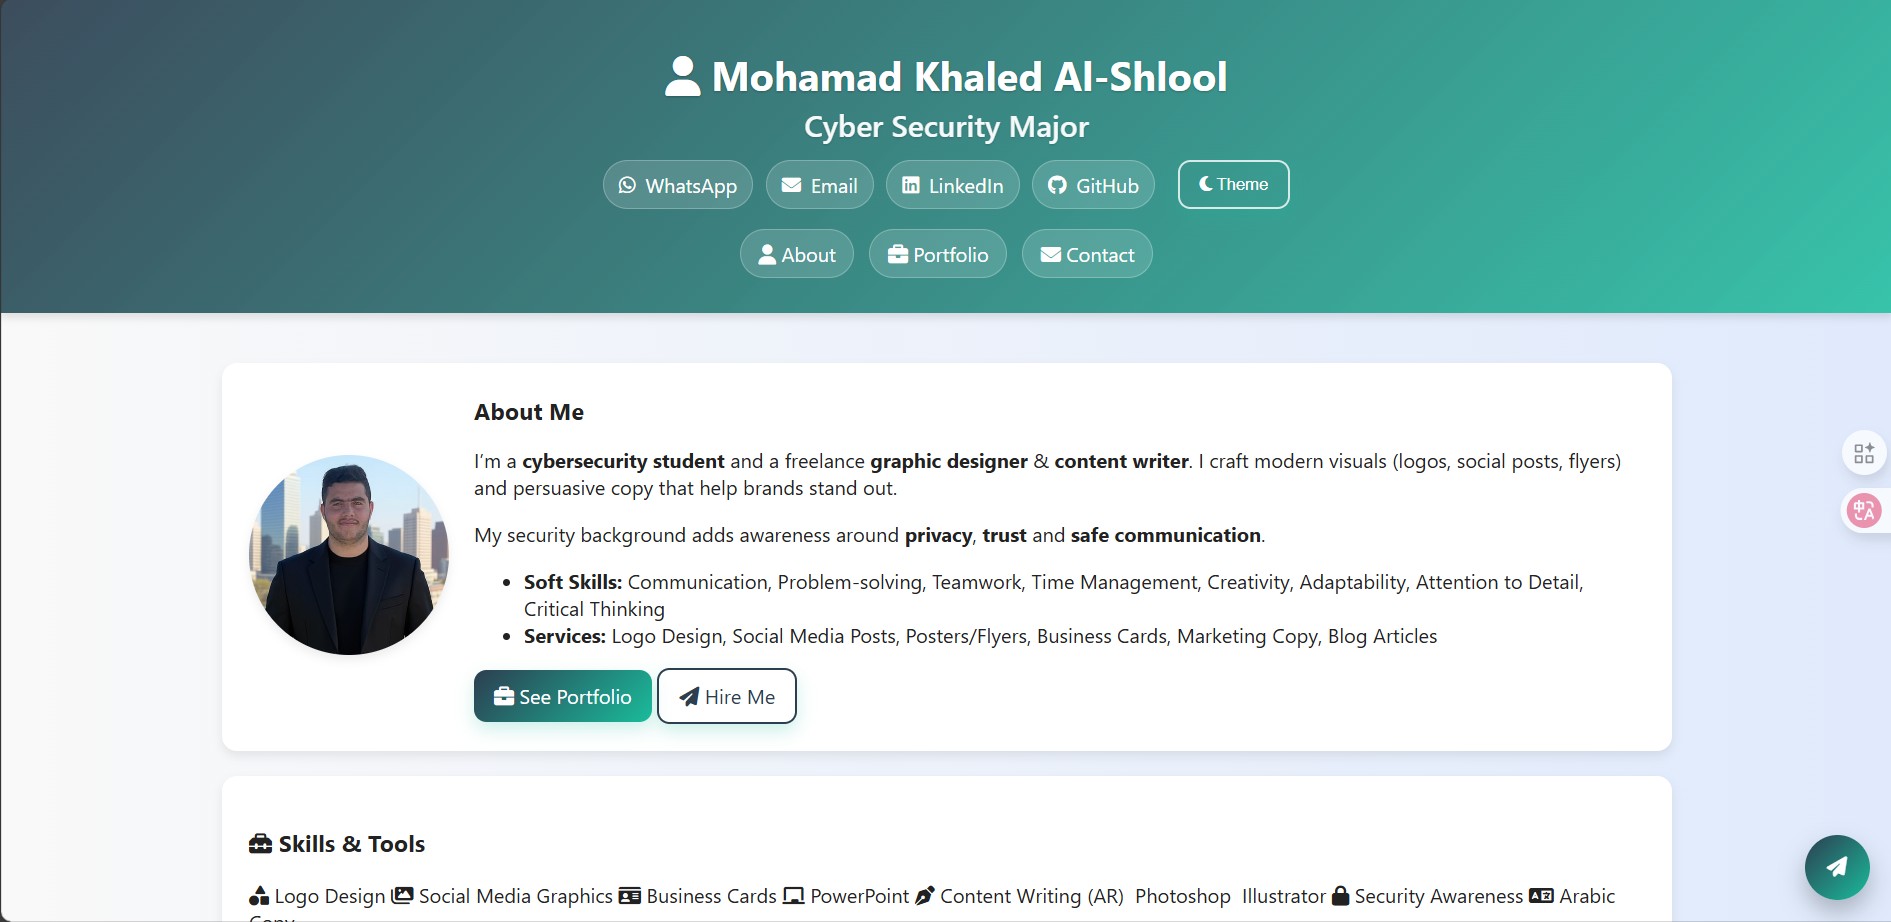 Mohamad Khaled Al-Shlool
Cyber Security Major
WhatsApp Email LinkedIn GitHub Theme
About Portfolio Contact
About Me
I'm a cybersecurity student and a freelance graphic designer & content writer. I craft modern visuals (logos, social posts, flyers)
and persuasive copy that help brands stand out.
My security background adds awareness around privacy, trust and safe communication.
• Soft Skills: Communication, Problem-solving, Teamwork, Time Management, Creativity, Adaptability, Attention to Detail,
Critical Thinking
• Services: Logo Design, Social Media Posts, Posters/Flyers, Business Cards, Marketing Copy, Blog Articles
See Portfolio Hire Me
Skills & Tools
Logo Design Social Media Graphics Business Cards PowerPoint Content Writing (AR) Photoshop Illustrator Security Awareness Arabic